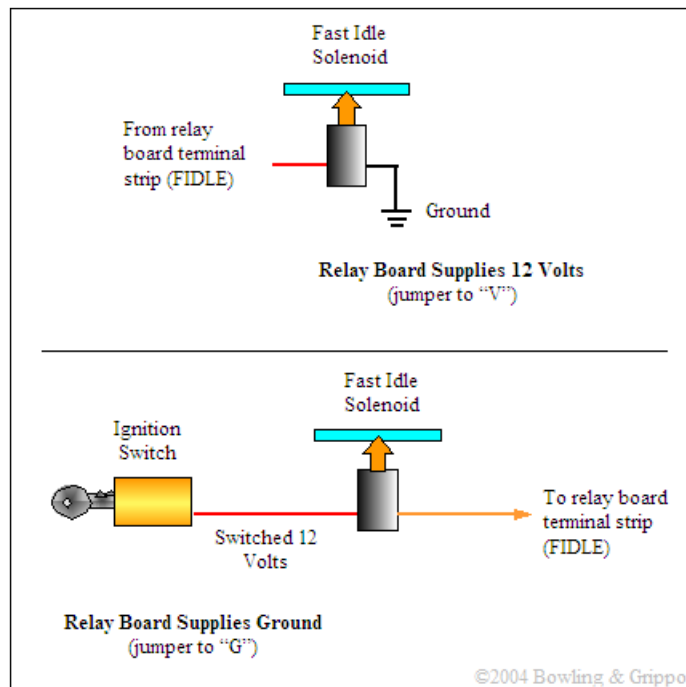 Fast Idle
Solenoid
From relay
board terminal
strip (FIDLE)
Ground
Relay Board Supplies 12 Volts
(jumper to “V”)
Fast Idle
Solenoid
Ignition
Switch
To relay board
terminal strip
(FIDLE)
Switched 12
Volts
Relay Board Supplies Ground
(jumper to “G”)
©2004 Bowling & Grippo